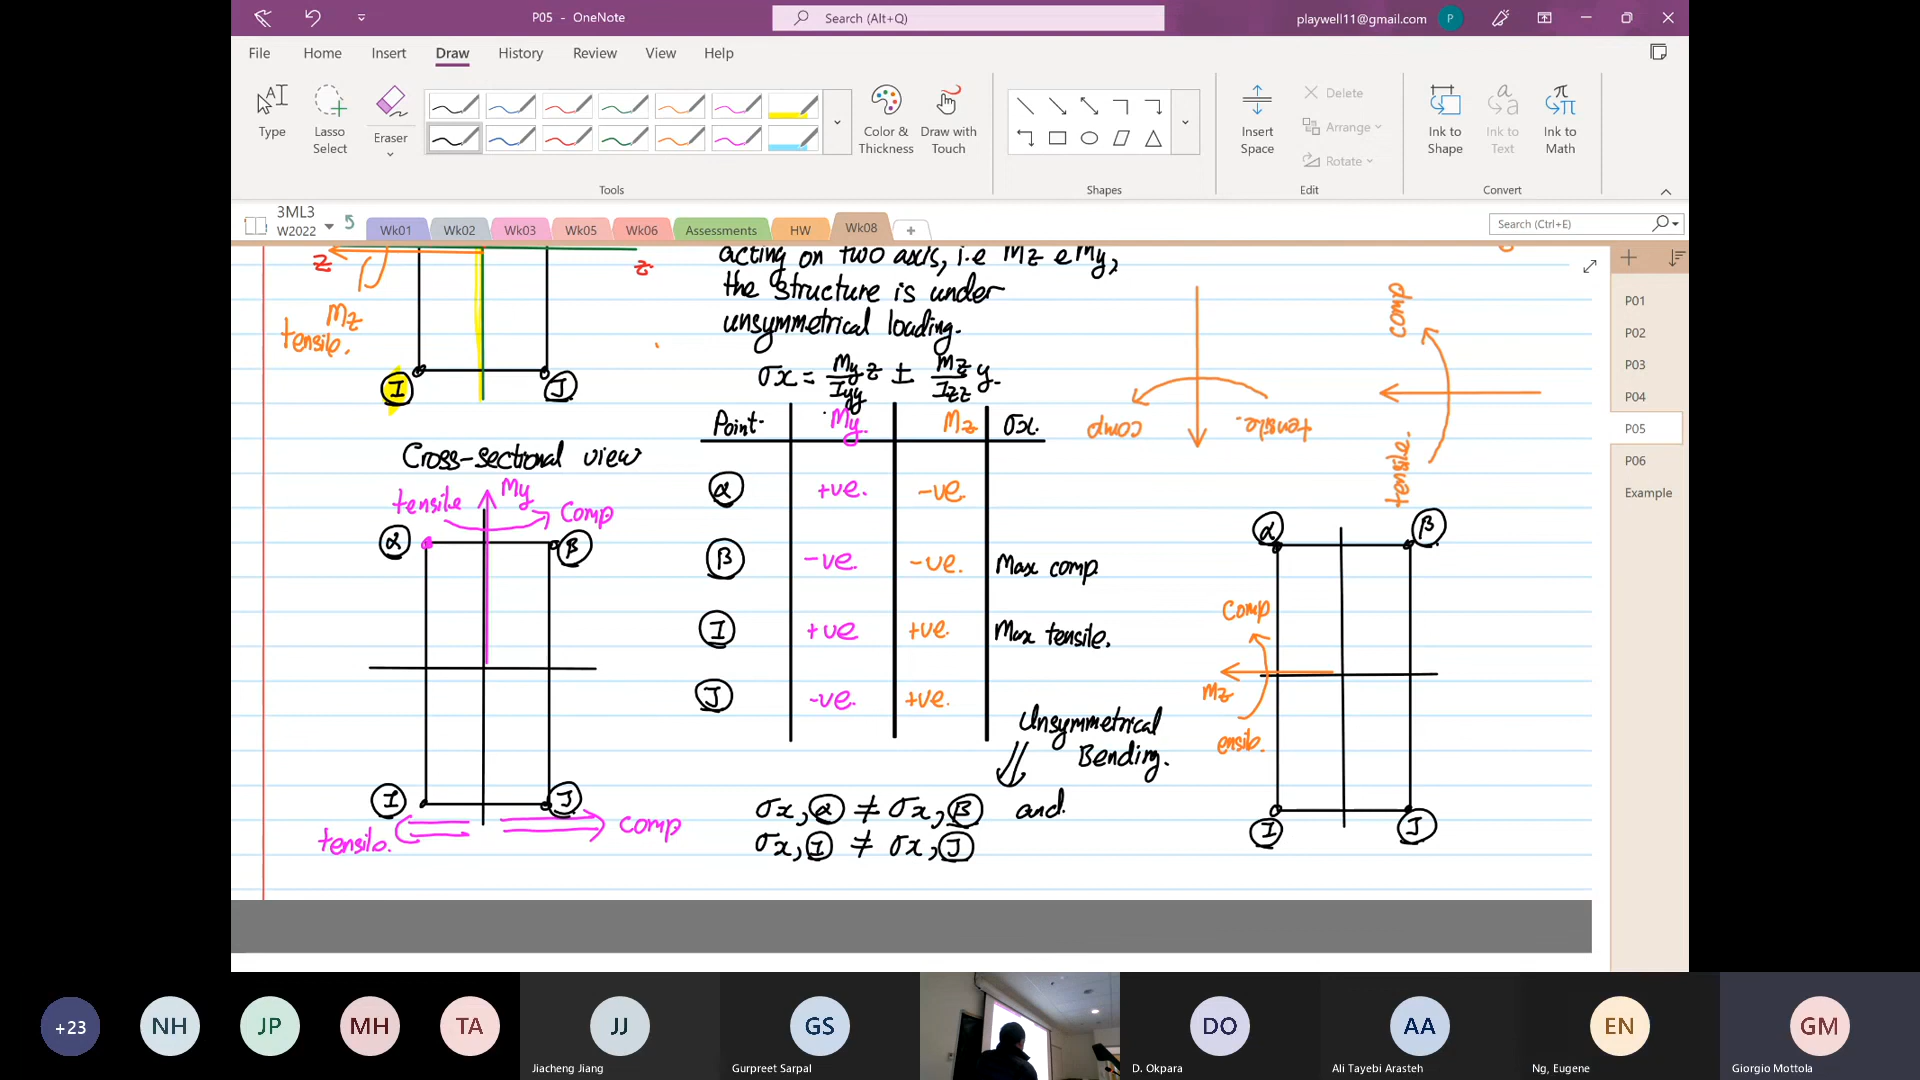 P05 - OneNote
Search (Alt+Q)
playwell11@gmail.com
P
File Home Insert Draw History Review View Help
Type
Lasso Select
Eraser
Color & Thickness
Draw with Touch
Insert Space
Delete
Arrange
Rotate
Ink to Shape
Ink to Text
Ink to Math
Tools
Shapes
Edit
Convert
3ML3
W2022
Wk01 Wk02 Wk03 Wk05 Wk06 Assessments HW Wk08
Search (Ctrl+E)
P01
P02
P03
P04
P05
P06
Example
z z
Mz
tensile.
I J
acting on two axis, i.e Mz & My,
the structure is under
unsymmetrical loading.
σx = My/Iyy z ± Mz/Izz y.
Cross-sectional view
tensile My Comp
α β
I J
tensile. comp
Point. My. Mz σx.
α +ve. -ve.
β -ve. -ve. Max comp.
I +ve +ve. Max tensile.
J -ve. +ve.
Unsymmetrical
Bending.
σx,α ≠ σx,β and.
σx,I ≠ σx,J
comp tensile.
comp
tensile.
α β
Comp
Mz
ensile.
I J
+23 NH JP MH TA JJ GS DO AA EN GM
Jiacheng Jiang
Gurpreet Sarpal
D. Okpara
Ali Tayebi Arasteh
Ng, Eugene
Giorgio Mottola